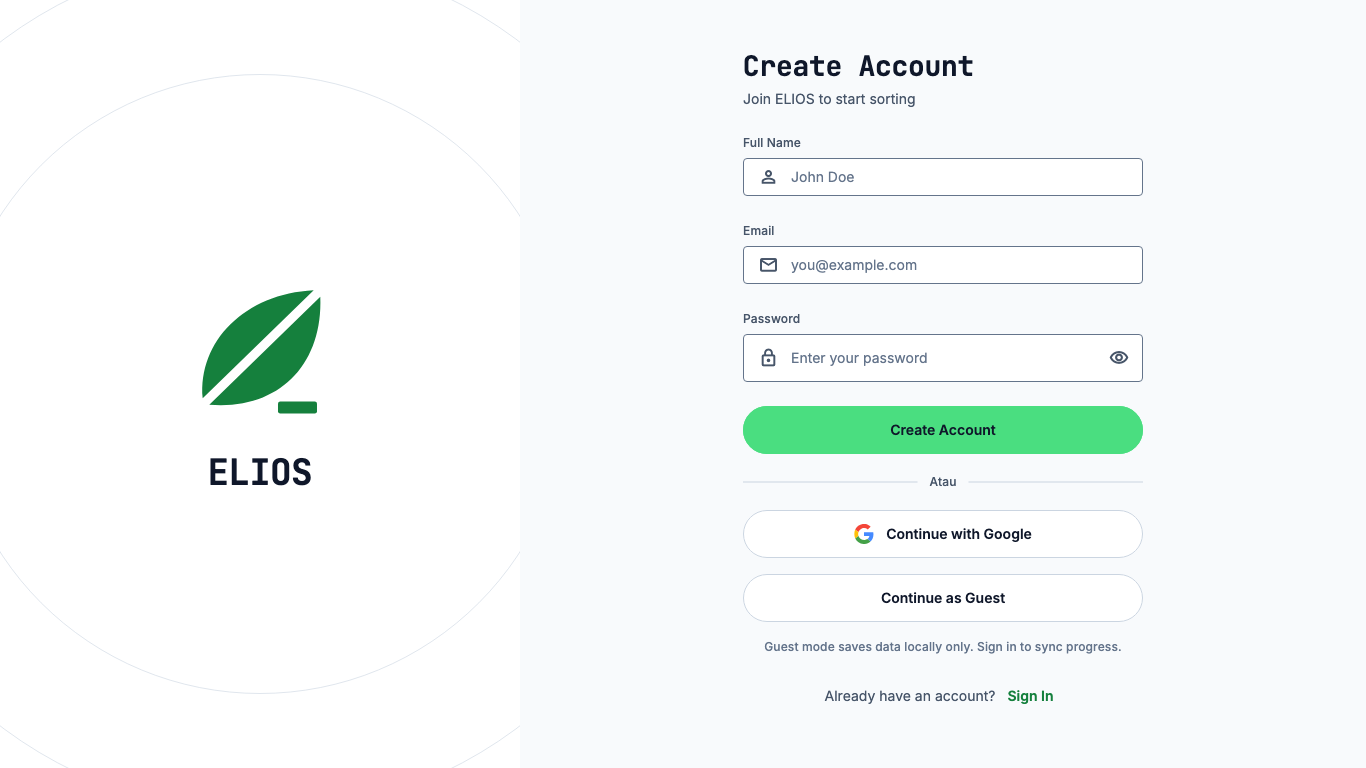 ELIOS
Create Account
Join ELIOS to start sorting
Full Name
John Doe
Email
you@example.com
Password
Enter your password
Create Account
Atau
Continue with Google
Continue as Guest
Guest mode saves data locally only. Sign in to sync progress.
Already have an account? Sign In